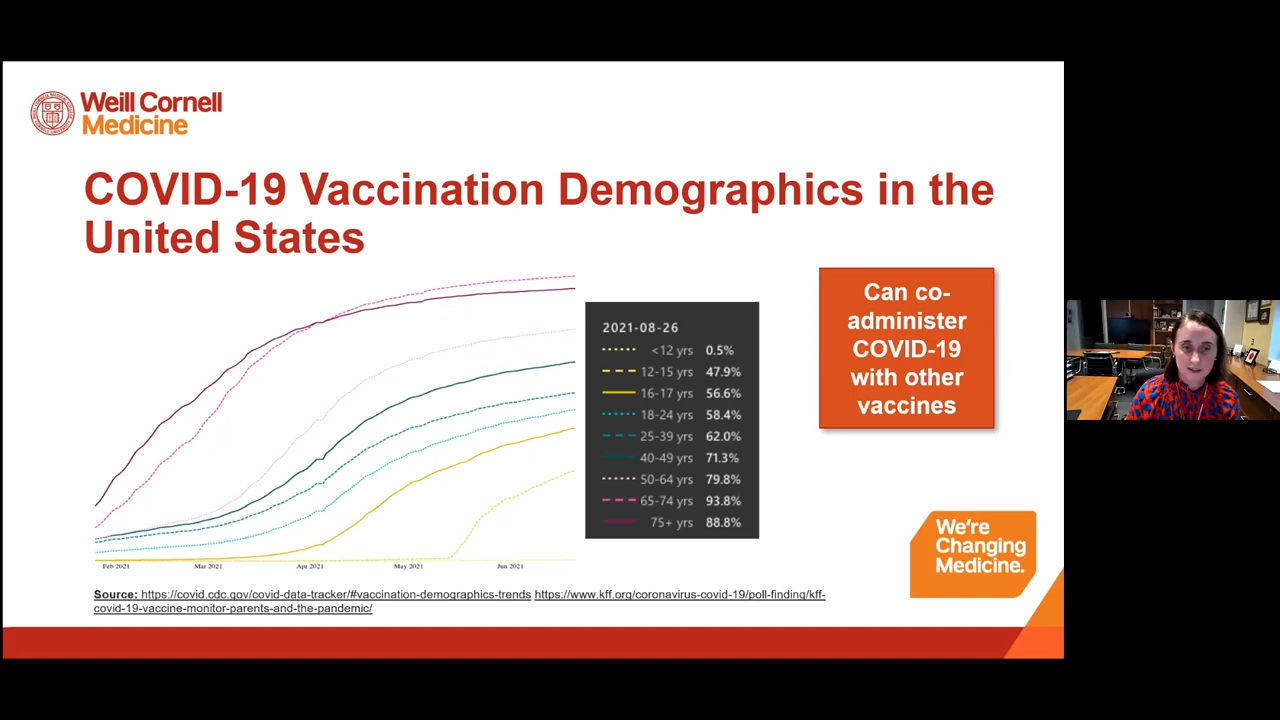 Weill Cornell
Medicine
COVID-19 Vaccination Demographics in the
United States
2021-08-26
<12 yrs 0.5%
12-15 yrs 47.9%
16-17 yrs 56.6%
18-24 yrs 58.4%
25-39 yrs 62.0%
40-49 yrs 71.3%
50-64 yrs 79.8%
65-74 yrs 93.8%
75+ yrs 88.8%
Can co-
administer
COVID-19
with other
vaccines
Feb 2021 Mar 2021 Apr 2021 May 2021 Jun 2021
We're
Changing
Medicine.
Source: https://covid.cdc.gov/covid-data-tracker/#vaccination-demographics-trends https://www.kff.org/coronavirus-covid-19/poll-finding/kff-
covid-19-vaccine-monitor-parents-and-the-pandemic/